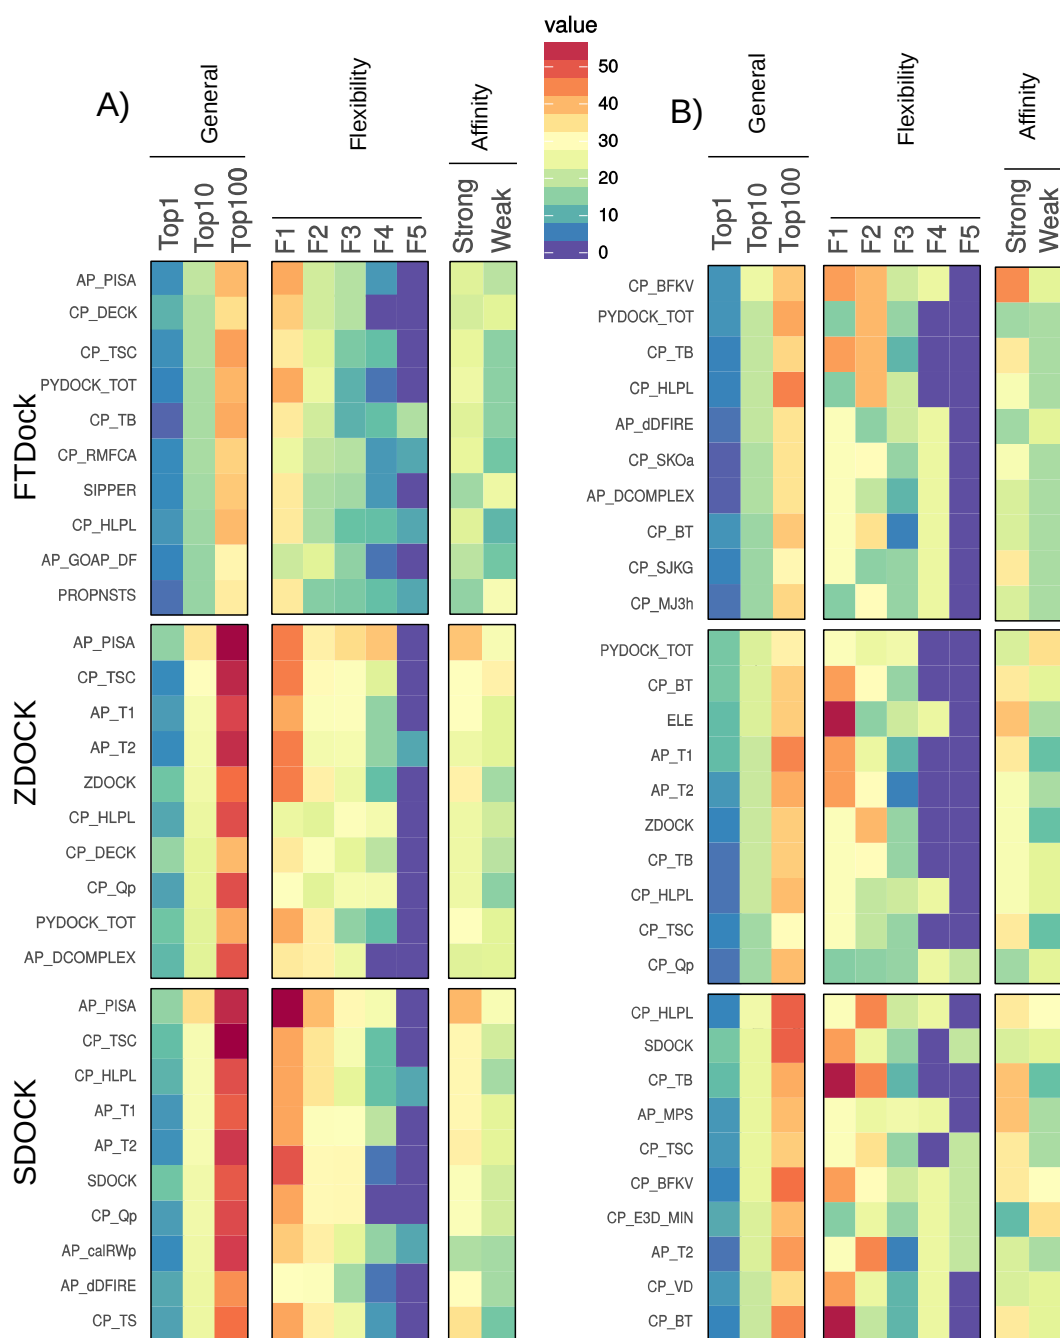 value
50
40
30
20
10
0
A)
General
Flexibility
Affinity
Top1
Top10
Top100
F1
F2
F3
F4
F5
Strong
Weak
FTDock
AP_PISA
CP_DECK
CP_TSC
PYDOCK_TOT
CP_TB
CP_RMFCA
SIPPER
CP_HLPL
AP_GOAP_DF
PROPNSTS
ZDOCK
AP_PISA
CP_TSC
AP_T1
AP_T2
ZDOCK
CP_HLPL
CP_DECK
CP_Qp
PYDOCK_TOT
AP_DCOMPLEX
SDOCK
AP_PISA
CP_TSC
CP_HLPL
AP_T1
AP_T2
SDOCK
CP_Qp
AP_calRWp
AP_dDFIRE
CP_TS
B)
General
Flexibility
Affinity
Top1
Top10
Top100
F1
F2
F3
F4
F5
Strong
Weak
CP_BFKV
PYDOCK_TOT
CP_TB
CP_HLPL
AP_dDFIRE
CP_SKOa
AP_DCOMPLEX
CP_BT
CP_SJKG
CP_MJ3h
PYDOCK_TOT
CP_BT
ELE
AP_T1
AP_T2
ZDOCK
CP_TB
CP_HLPL
CP_TSC
CP_Qp
CP_HLPL
SDOCK
CP_TB
AP_MPS
CP_TSC
CP_BFKV
CP_E3D_MIN
AP_T2
CP_VD
CP_BT